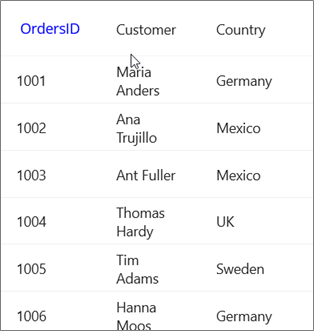 OrdersID Customer Country
1001 Maria Anders Germany
1002 Ana Trujillo Mexico
1003 Ant Fuller Mexico
1004 Thomas Hardy UK
1005 Tim Adams Sweden
1006 Hanna Moos Germany